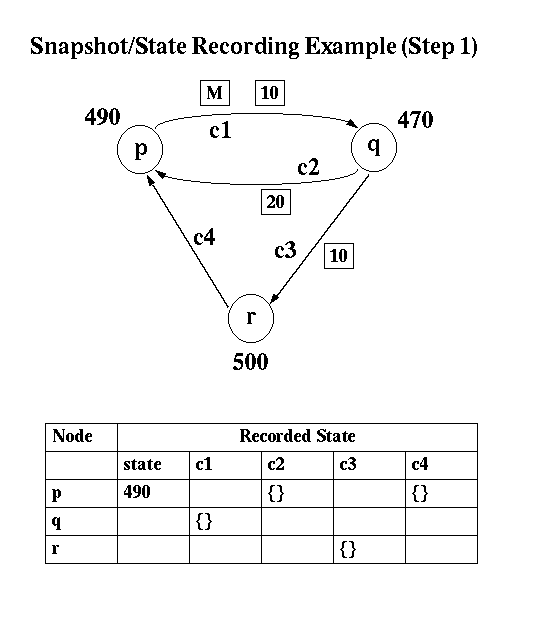 Snapshot/State Recording Example (Step 1)
M 10
490 470
c1
p q
c2
20
c4 c3 10
r
500
Node Recorded State
state c1 c2 c3 c4
p 490 {} {}
q {}
r {}